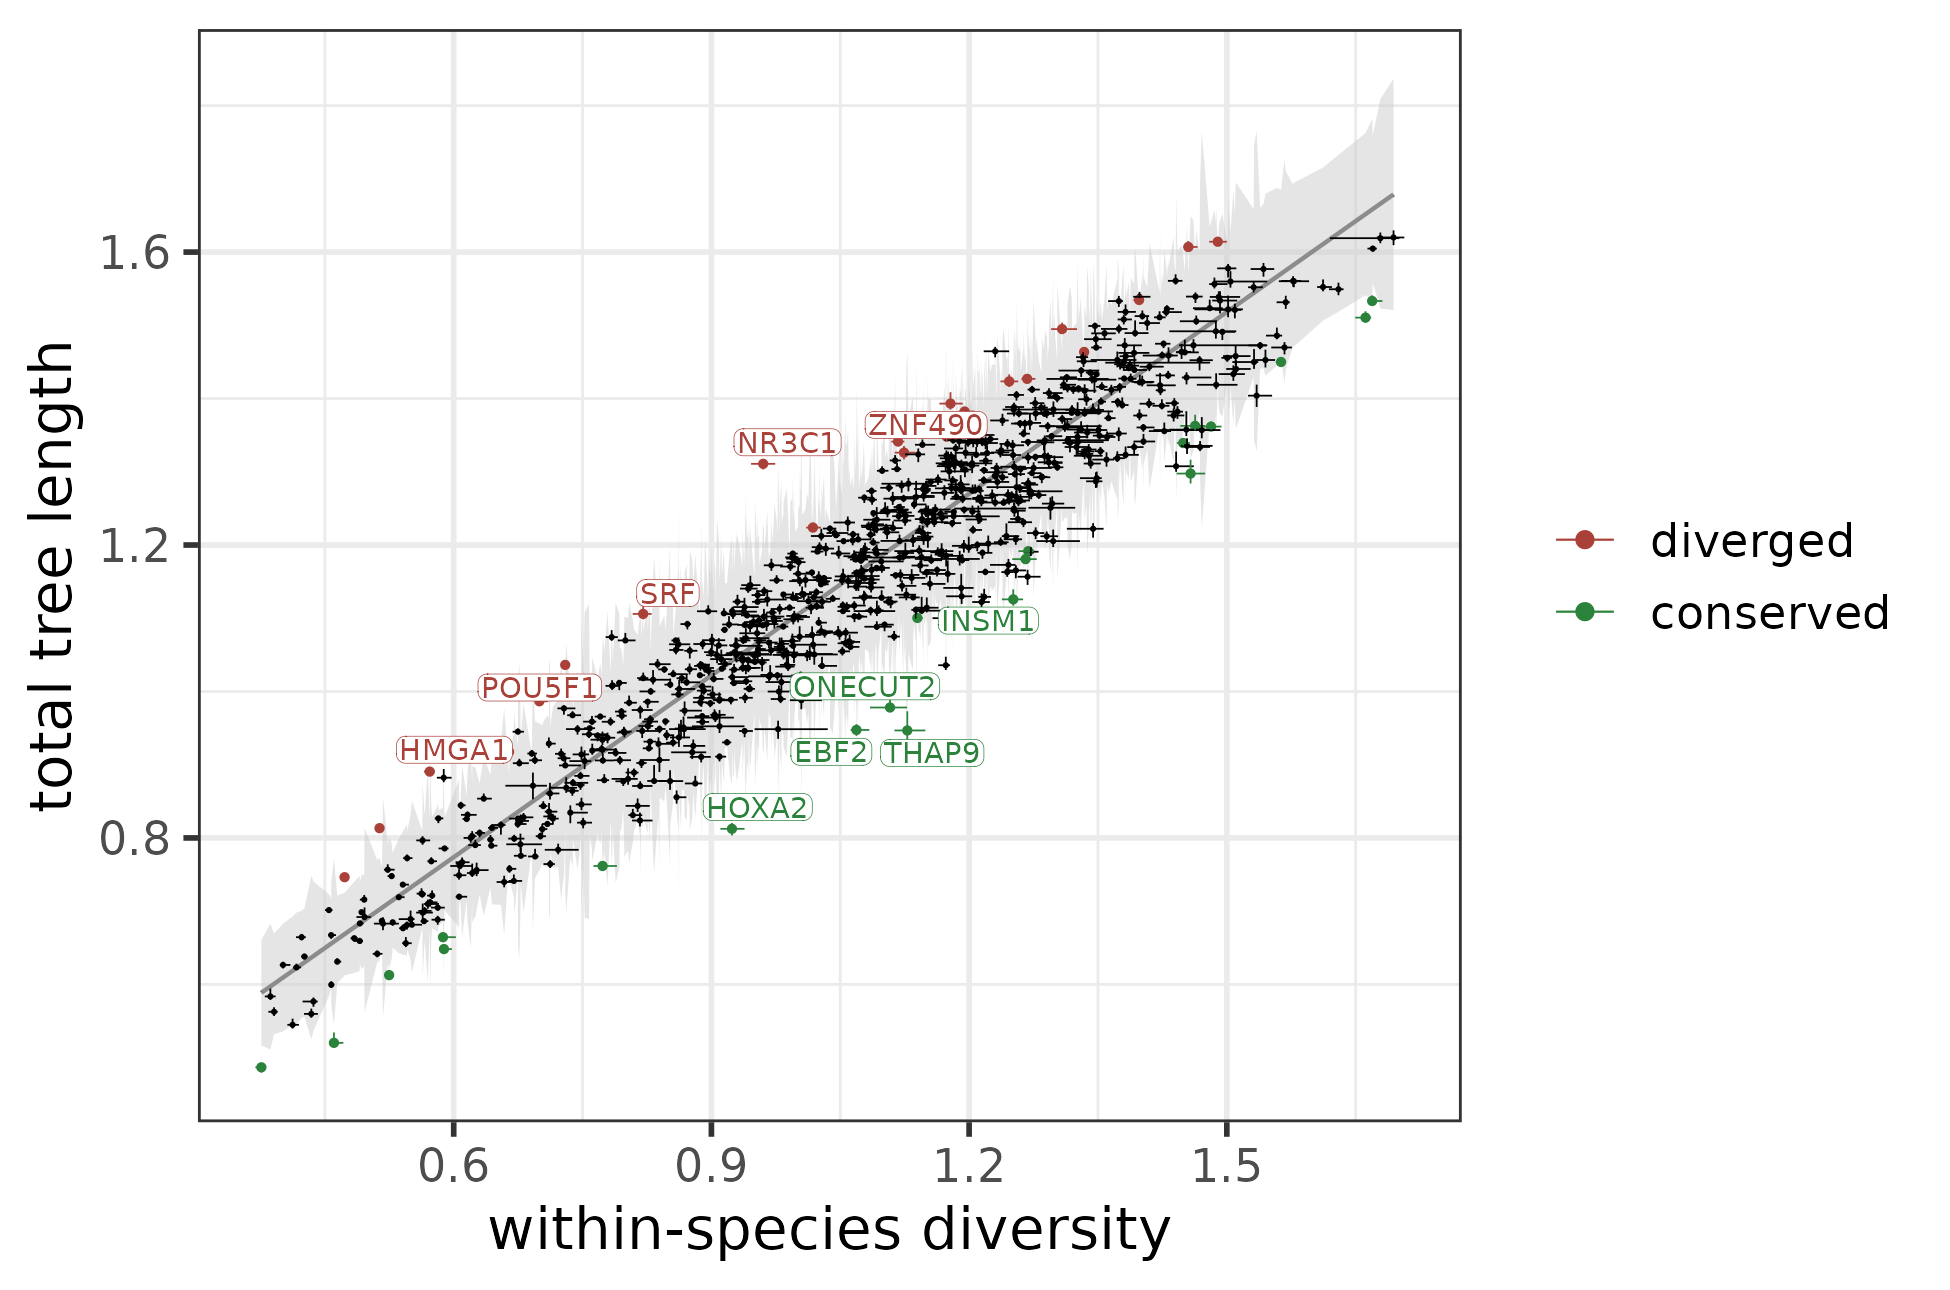 total tree length
1.6
1.2
0.8
ZNF490
NR3C1
SRF
INSM1
POU5F1
ONECUT2
HMGA1
EBF2
THAP9
HOXA2
0.6
0.9
1.2
1.5
within-species diversity
diverged
conserved